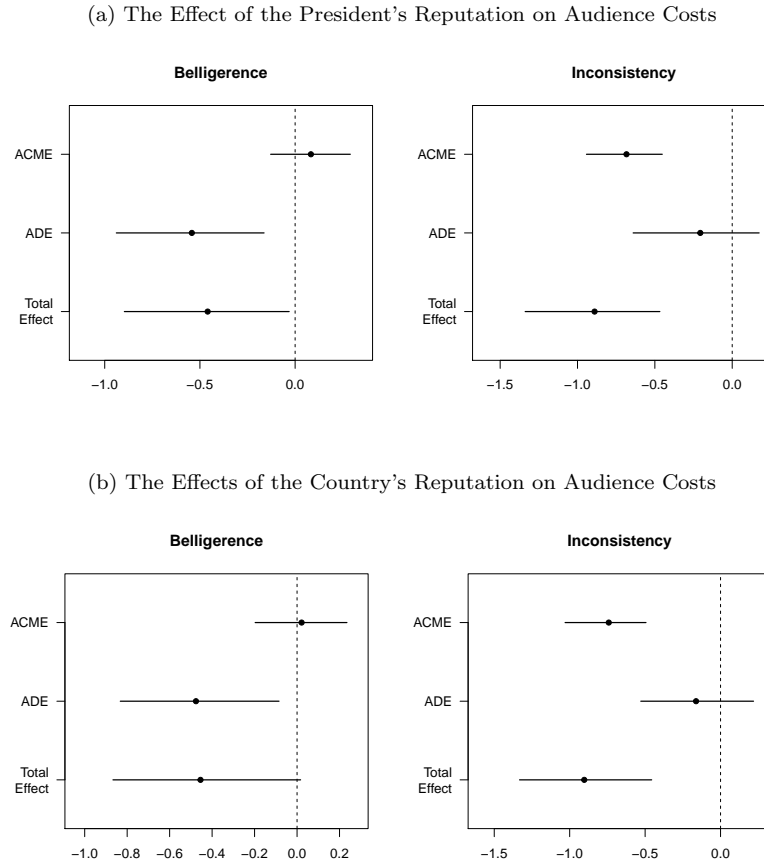 (a) The Effect of the President's Reputation on Audience Costs
Belligerence
ACME
ADE
Total
Effect
−1.0 −0.5 0.0
Inconsistency
ACME
ADE
Total
Effect
−1.5 −1.0 −0.5 0.0
(b) The Effects of the Country's Reputation on Audience Costs
Belligerence
ACME
ADE
Total
Effect
−1.0 −0.8 −0.6 −0.4 −0.2 0.0 0.2
Inconsistency
ACME
ADE
Total
Effect
−1.5 −1.0 −0.5 0.0